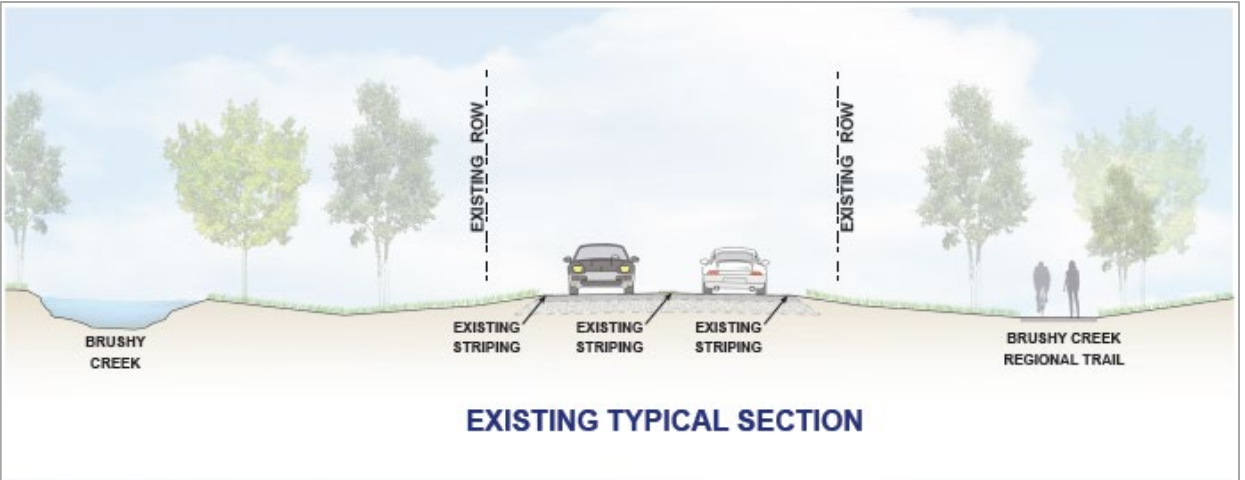 EXISTING ROW
EXISTING ROW
EXISTING
STRIPING
EXISTING
STRIPING
EXISTING
STRIPING
BRUSHY
CREEK
BRUSHY CREEK
REGIONAL TRAIL
EXISTING TYPICAL SECTION